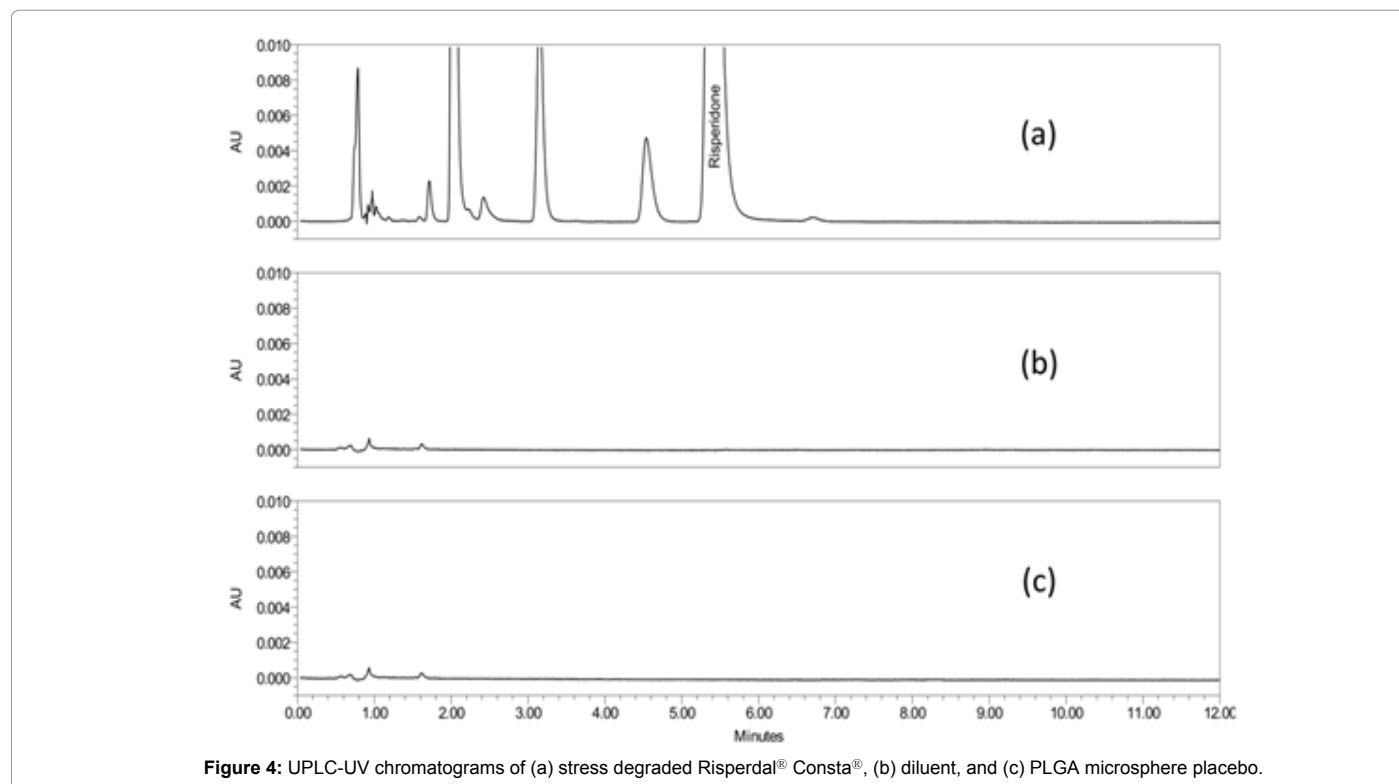 0.010
0.008
0.006
0.004
0.002
0.000
AU
Risperidone
(a)
0.010
0.008
0.006
0.004
0.002
0.000
AU
(b)
0.010
0.008
0.006
0.004
0.002
0.000
AU
(c)
0.00 1.00 2.00 3.00 4.00 5.00 6.00 7.00 8.00 9.00 10.00 11.00 12.00
Minutes
Figure 4: UPLC-UV chromatograms of (a) stress degraded Risperdal® Consta®, (b) diluent, and (c) PLGA microsphere placebo.